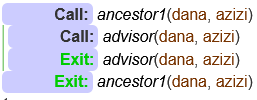 Call: ancestor1(dana, azizi)
Call: advisor(dana, azizi)
Exit: advisor(dana, azizi)
Exit: ancestor1(dana, azizi)